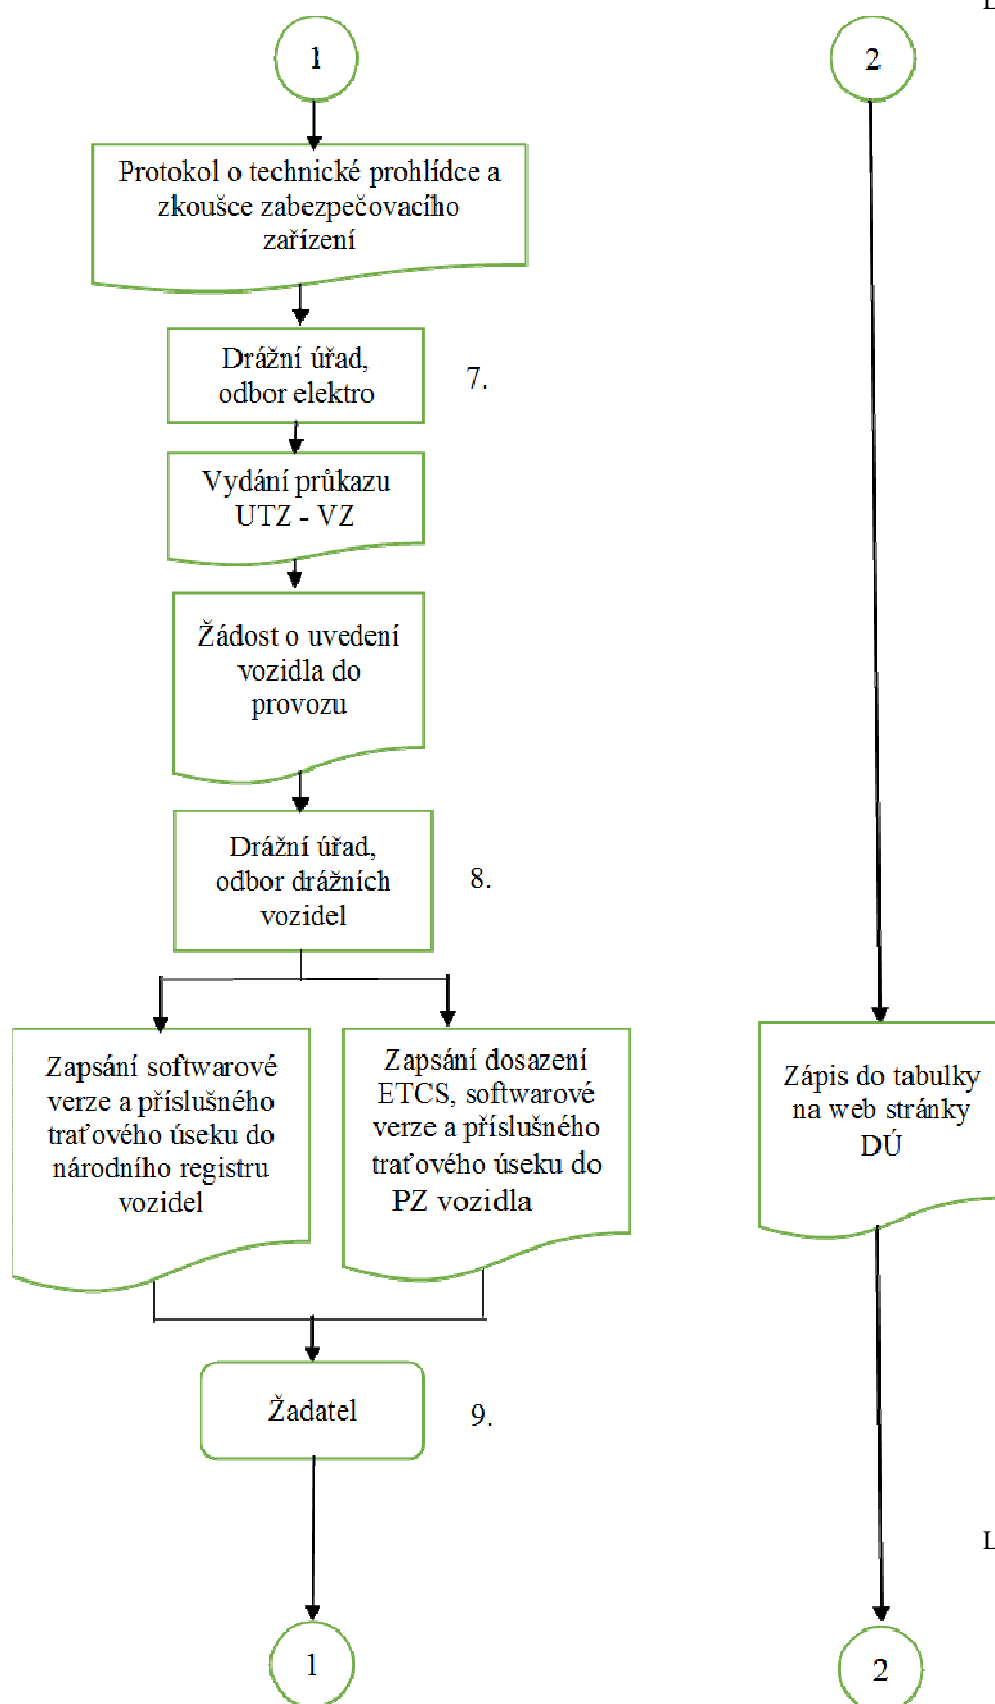 1
Protokol o technické prohlídce a
zkoušce zabezpečovacího
zařízení
Drážní úřad,
odbor elektro
7.
Vydání průkazu
UTZ - VZ
Žádost o uvedení
vozidla do
provozu
Drážní úřad,
odbor drážních
vozidel
8.
Zapsání softwarové
verze a příslušného
traťového úseku do
národního registru
vozidel
Zapsání dosazení
ETCS, softwarové
verze a příslušného
traťového úseku do
PZ vozidla
Žadatel
9.
1
2
Zápis do tabulky
na web stránky
DÚ
2